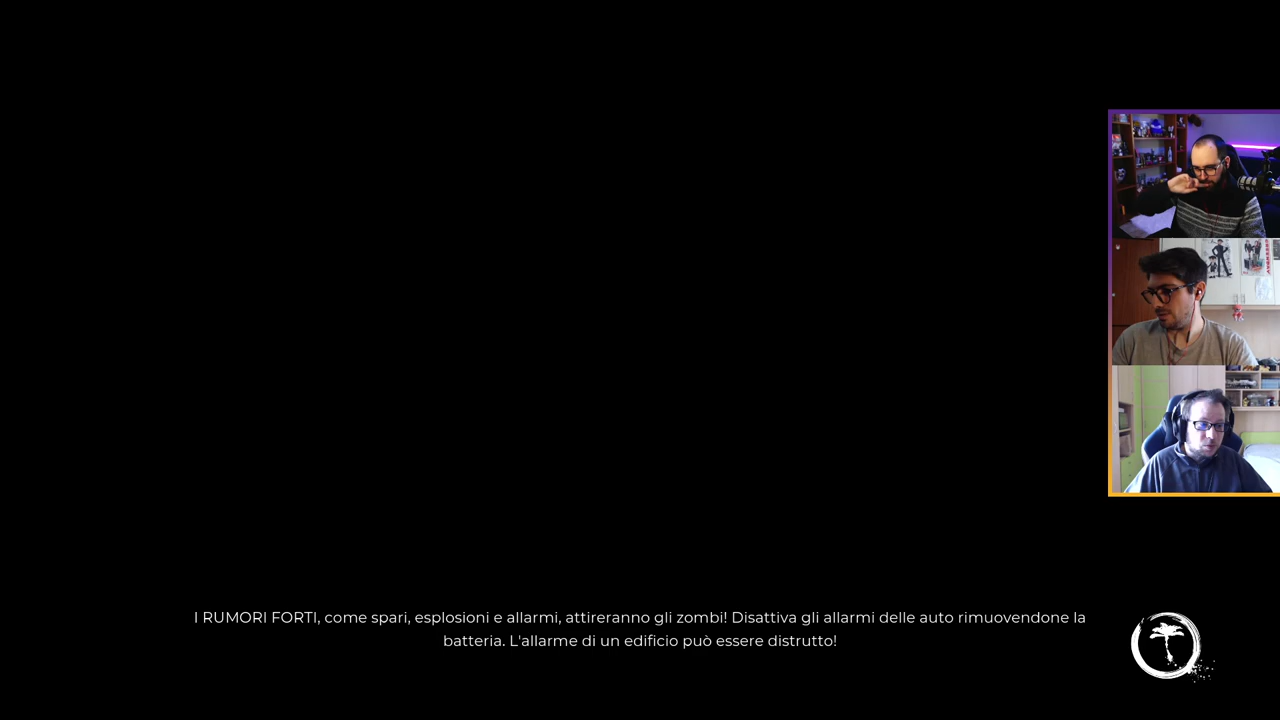 I RUMORI FORTI, come spari, esplosioni e allarmi, attireranno gli zombi! Disattiva gli allarmi delle auto rimuovendone la
batteria. L'allarme di un edificio può essere distrutto!